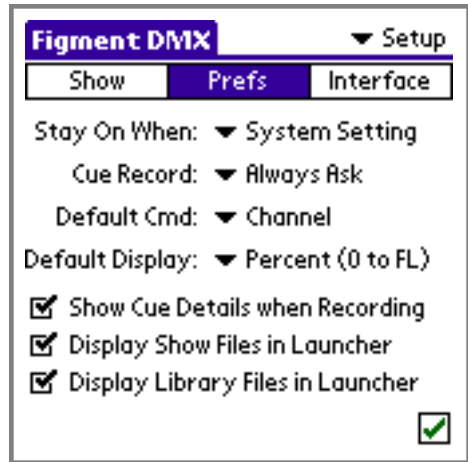 Figment DMX Setup
Show Prefs Interface
Stay On When: System Setting
Cue Record: Always Ask
Default Cmd: Channel
Default Display: Percent (0 to FL)
Show Cue Details when Recording
Display Show Files in Launcher
Display Library Files in Launcher